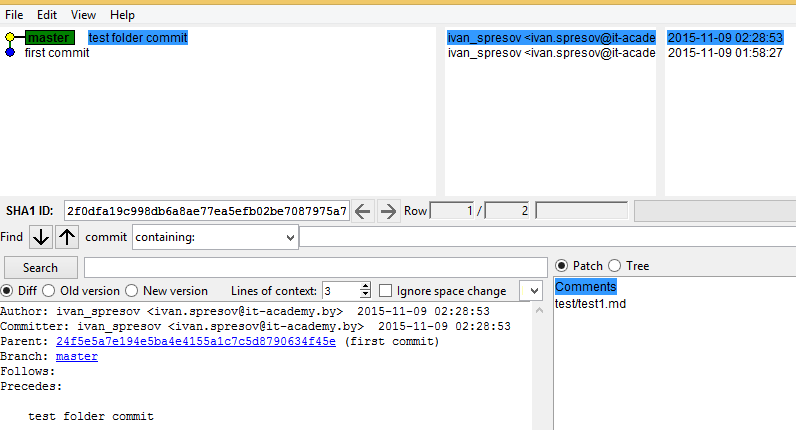 File Edit View Help
master test folder commit ivan_spresov <ivan.spresov@it-acade 2015-11-09 02:28:53
first commit ivan_spresov <ivan.spresov@it-acade 2015-11-09 01:58:27
SHA1 ID: 2f0dfa19c998db6a8ae77ea5efb02be7087975a7 Row 1 / 2
Find commit containing:
Search Patch Tree
Diff Old version New version Lines of context: 3 Ignore space change
Comments
test/test1.md
Author: ivan_spresov <ivan.spresov@it-academy.by> 2015-11-09 02:28:53
Committer: ivan_spresov <ivan.spresov@it-academy.by> 2015-11-09 02:28:53
Parent: 24f5e5a7e194e5ba4e4155a1c7c5d8790634f45e (first commit)
Branch: master
Follows:
Precedes:
test folder commit